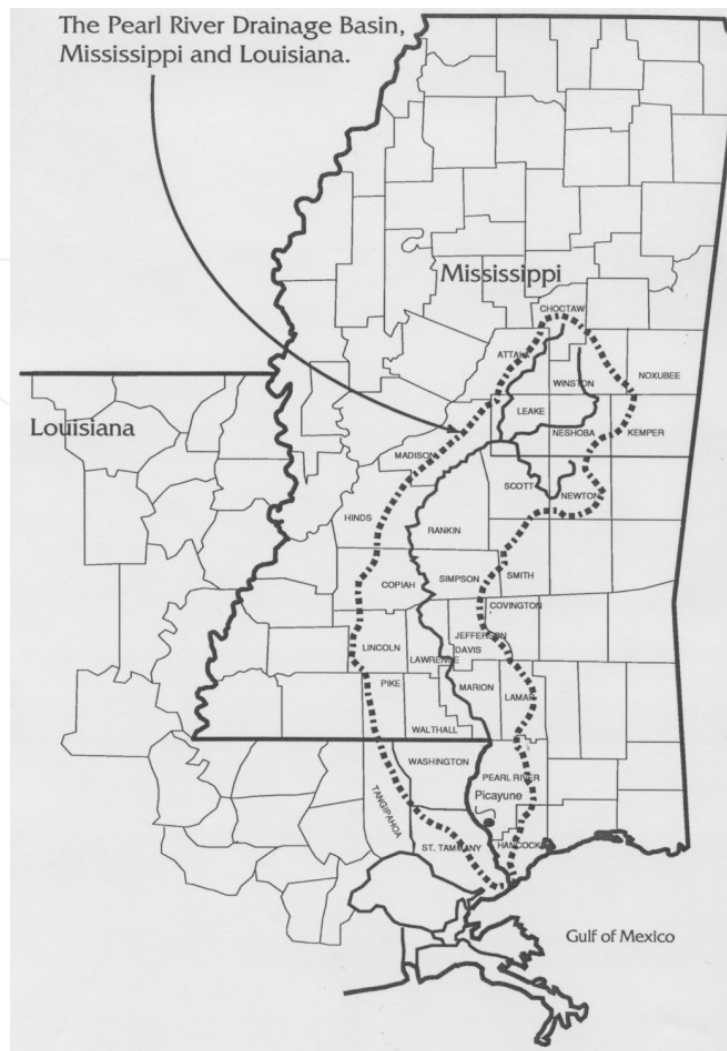 The Pearl River Drainage Basin,
Mississippi and Louisiana.
Mississippi
CHOCTAW
ATTALA
NOXUBEE
WINSTON
Louisiana
LEAKE
NESHOBA
KEMPER
MADISON
SCOTT
NEWTON
HINDS
RANKIN
SMITH
SIMPSON
COPIAH
COVINGTON
JEFFERSON
DAVIS
LINCOLN
LAWRENCE
PIKE
MARION
LAMAR
WALTHALL
WASHINGTON
PEARL RIVER
Picayune
TANGIPAHOA
ST. TAMMANY
HANCOCK
Gulf of Mexico